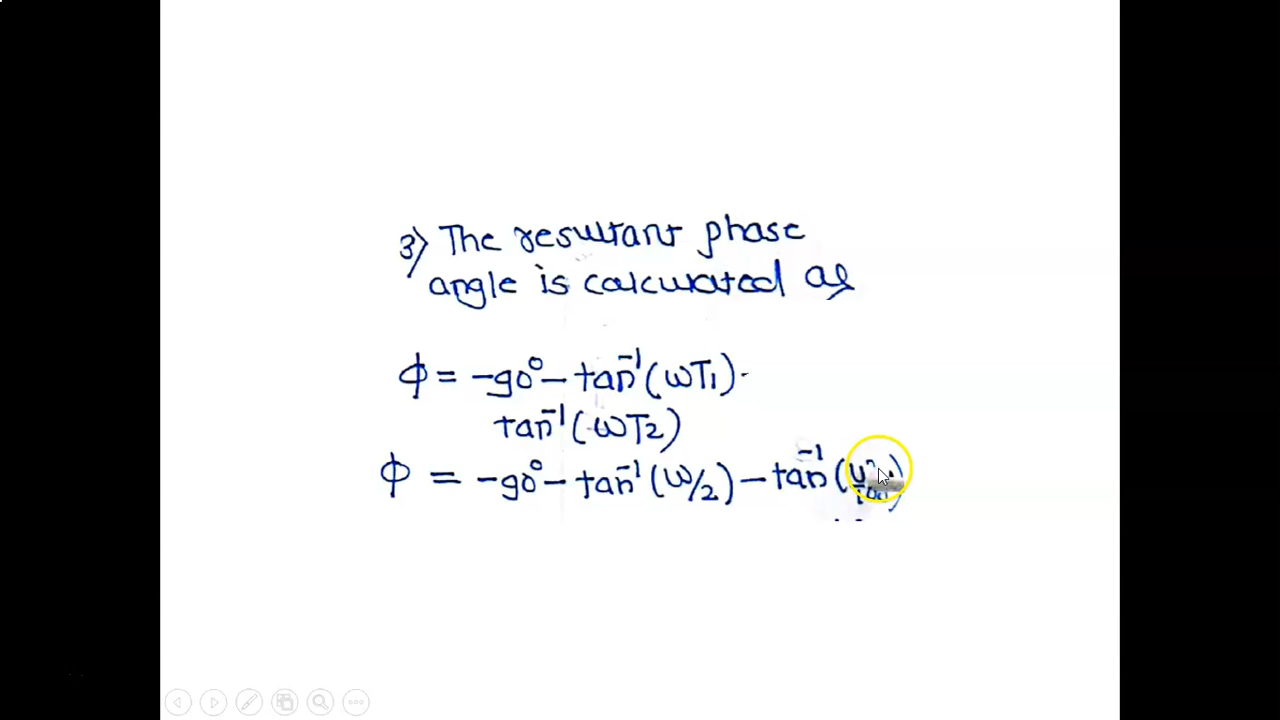 3) The resultant phase
angle is calculated as
ϕ = -90° - tan⁻¹(ωT₁) -
tan⁻¹(ωT₂)
ϕ = -90° - tan⁻¹(ω/2) - tan⁻¹(